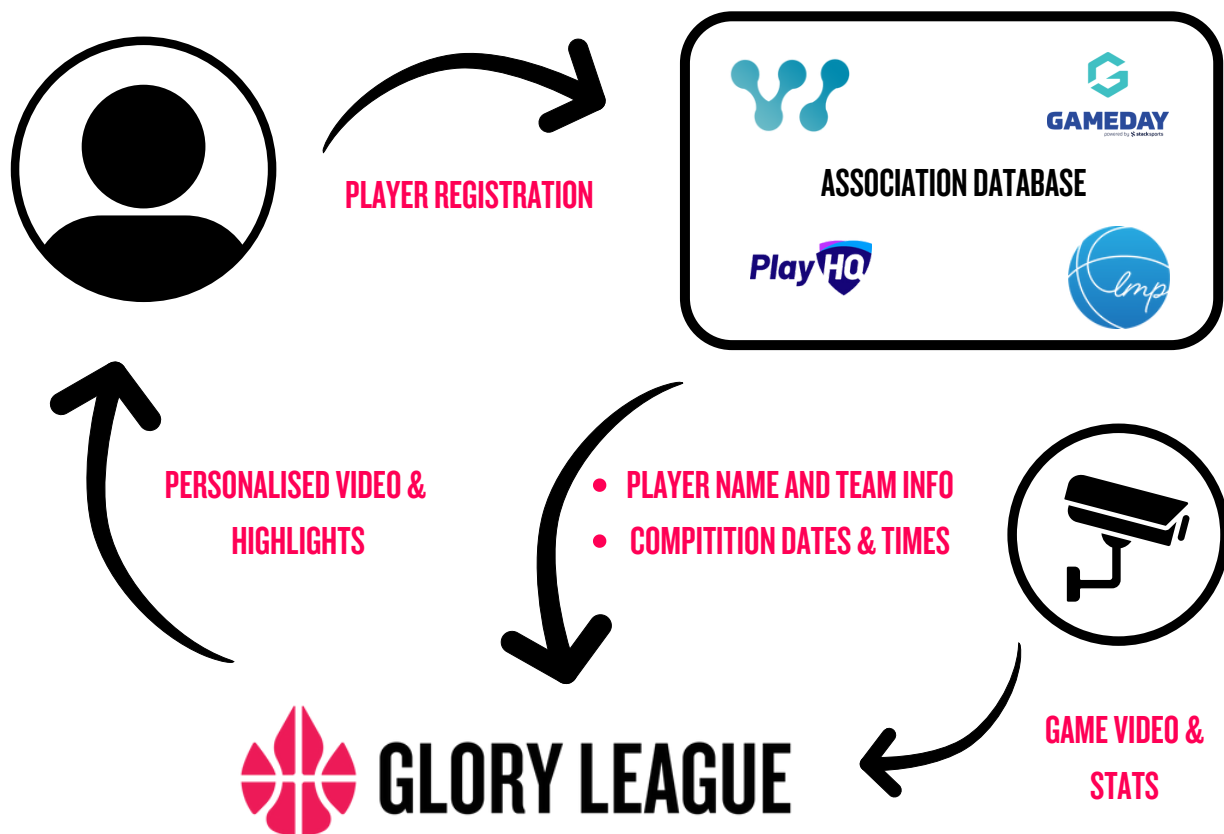 GAMEDAY
powered by stacksports
PLAYER REGISTRATION
ASSOCIATION DATABASE
PlayHQ
lmp
PERSONALISED VIDEO &
HIGHLIGHTS
• PLAYER NAME AND TEAM INFO
• COMPITITION DATES & TIMES
GAME VIDEO &
STATS
GLORY LEAGUE